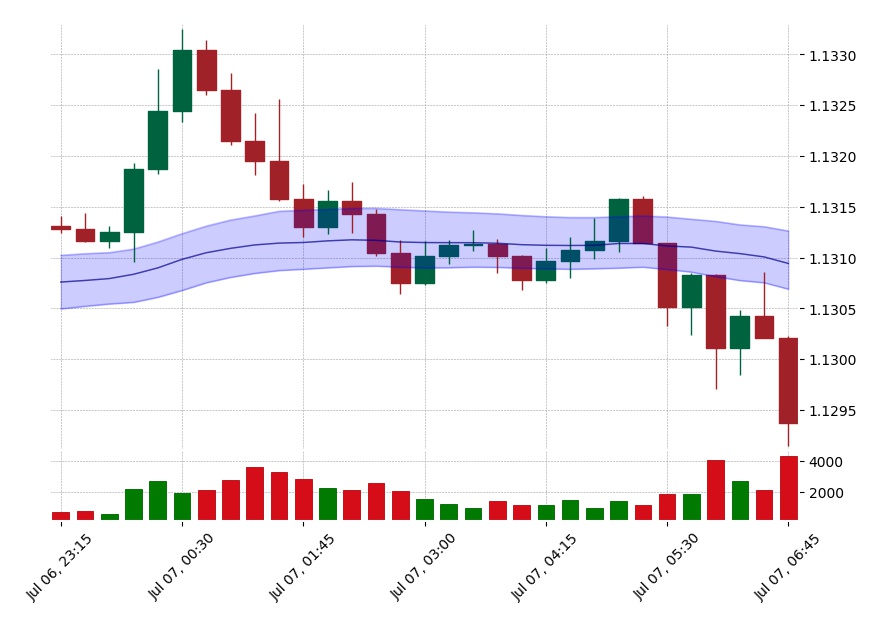 1.1330
1.1325
1.1320
1.1315
1.1310
1.1305
1.1300
1.1295
4000
2000
Jul 06, 23:15
Jul 07, 00:30
Jul 07, 01:45
Jul 07, 03:00
Jul 07, 04:15
Jul 07, 05:30
Jul 07, 06:45